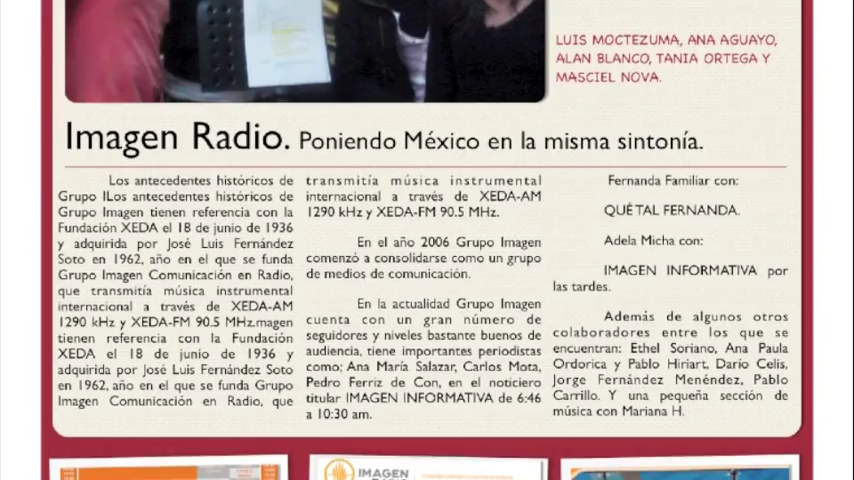 LUIS MOCTEZUMA, ANA AGUAYO,
ALAN BLANCO, TANIA ORTEGA Y
MASCIEL NOVA.
Imagen Radio. Poniendo México en la misma sintonía.
Los antecedentes históricos de
Grupo ILos antecedentes históricos de
Grupo Imagen tienen referencia con la
Fundación XEDA el 18 de junio de 1936
y adquirida por José Luis Fernández
Soto en 1962, año en el que se funda
Grupo Imagen Comunicación en Radio,
que transmitía música instrumental
internacional a través de XEDA-AM
1290 kHz y XEDA-FM 90.5 MHz.magen
tienen referencia con la Fundación
XEDA el 18 de junio de 1936 y
adquirida por José Luis Fernández Soto
en 1962, año en el que se funda Grupo
Imagen Comunicación en Radio, que
transmitía música instrumental
internacional a través de XEDA-AM
1290 kHz y XEDA-FM 90.5 MHz.
En el año 2006 Grupo Imagen
comenzó a consolidarse como un grupo
de medios de comunicación.
En la actualidad Grupo Imagen
cuenta con un gran número de
seguidores y niveles bastante buenos de
audiencia, tiene importantes periodistas
como; Ana María Salazar, Carlos Mota,
Pedro Ferriz de Con, en el noticiero
titular IMAGEN INFORMATIVA de 6:46
a 10:30 am.
Fernanda Familiar con:
QUÉ TAL FERNANDA.
Adela Micha con:
IMAGEN INFORMATIVA por
las tardes.
Además de algunos otros
colaboradores entre los que se
encuentran: Ethel Soriano, Ana Paula
Ordorica y Pablo Hiriart, Darío Celis,
Jorge Fernández Menéndez, Pablo
Carrillo. Y una pequeña sección de
música con Mariana H.
IMAGEN